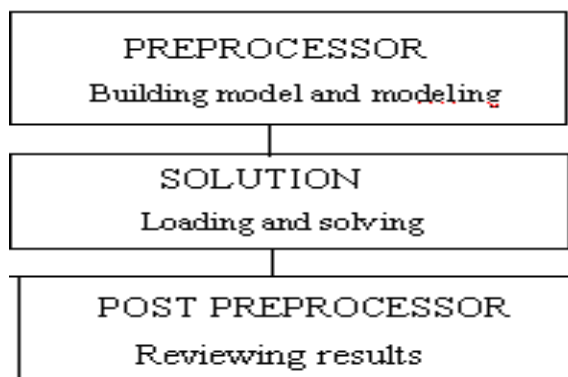 PREPROCESSOR
Building model and modeling
SOLUTION
Loading and solving
POST PREPROCESSOR
Reviewing results